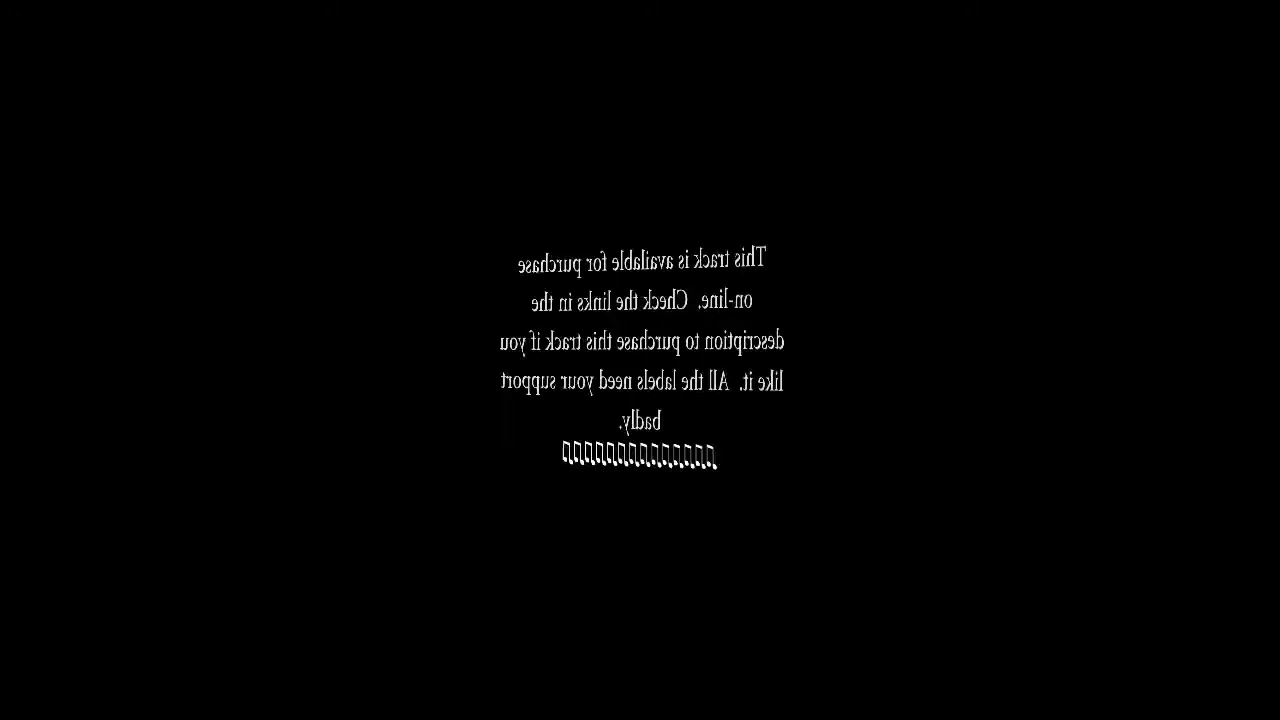 This track is available for purchase
on-line.  Check the links in the
description to purchase this track if you
like it.  All the labels need your support
badly.
♫♫♫♫♫♫♫♫♫♫♫♫♫♫